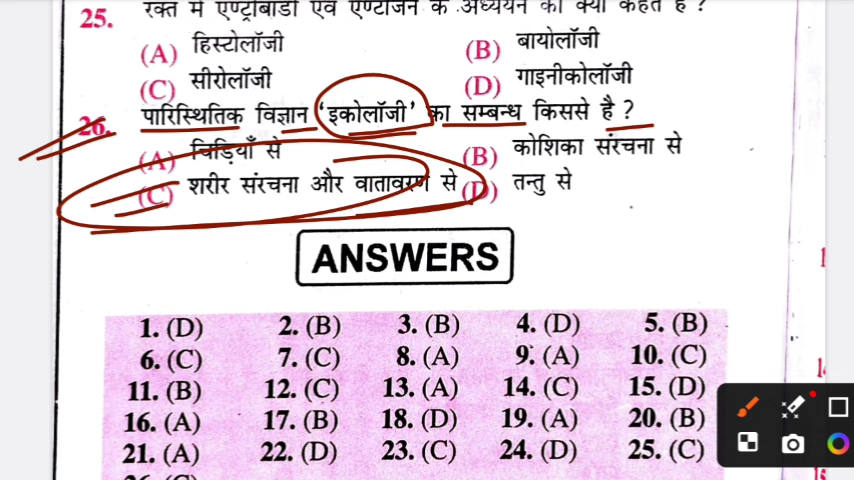 25. रक्त में एण्टीबॉडी एवं एण्टीजन के अध्ययन को क्या कहते हैं ?
(A) हिस्टोलॉजी (B) बायोलॉजी
(C) सीरोलॉजी (D) गाइनीकोलॉजी
26. पारिस्थितिक विज्ञान 'इकोलॉजी' का सम्बन्ध किससे है ?
(A) चिड़ियाँ से (B) कोशिका संरचना से
(C) शरीर संरचना और वातावरण से (D) तन्तु से
ANSWERS
1. (D) 2. (B) 3. (B) 4. (D) 5. (B)
6. (C) 7. (C) 8. (A) 9. (A) 10. (C)
11. (B) 12. (C) 13. (A) 14. (C) 15. (D)
16. (A) 17. (B) 18. (D) 19. (A) 20. (B)
21. (A) 22. (D) 23. (C) 24. (D) 25. (C)
26. (C)